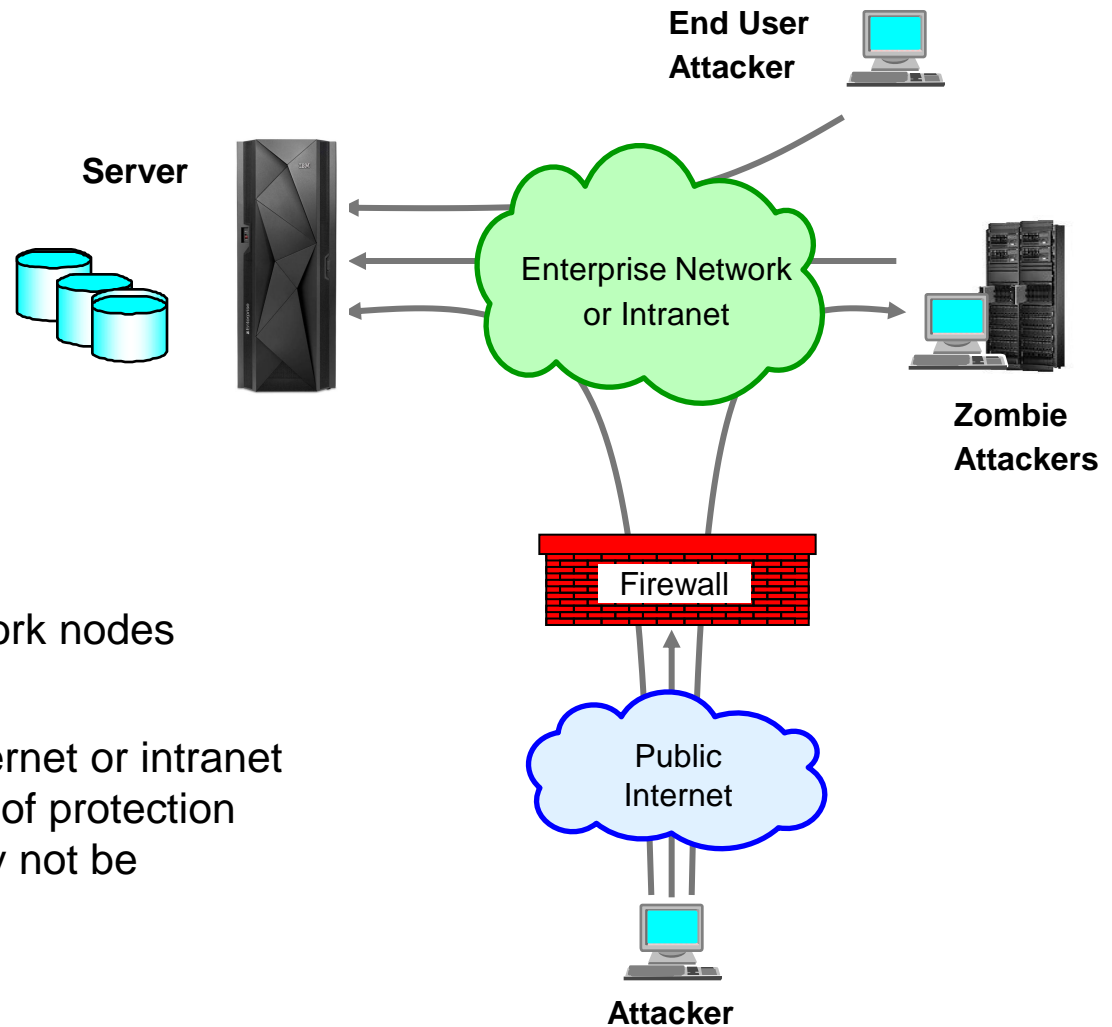 End User
Attacker
Server
Enterprise Network
or Intranet
Zombie
Attackers
Firewall
ork nodes
ernet or intranet
of protection
y not be
Public
Internet
Attacker